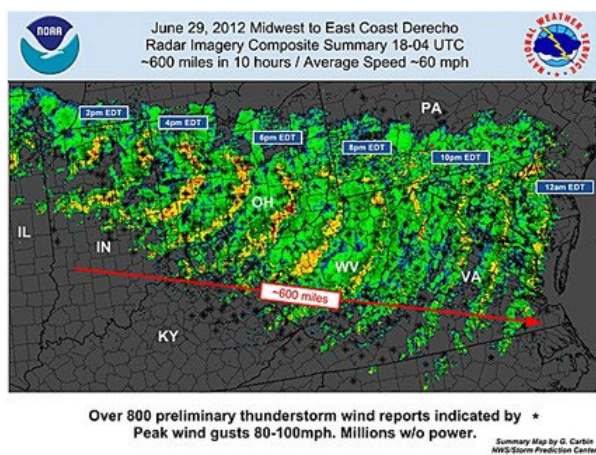 NOAA
June 29, 2012 Midwest to East Coast Derecho
Radar Imagery Composite Summary 18-04 UTC
~600 miles in 10 hours / Average Speed ~60 mph
NATIONAL WEATHER SERVICE
2pm EDT
4pm EDT
6pm EDT
8pm EDT
10pm EDT
12am EDT
PA
OH
IL
IN
WV
VA
KY
~600 miles
Over 800 preliminary thunderstorm wind reports indicated by *
Peak wind gusts 80-100mph. Millions w/o power.
Summary Map by G. Carbin
NWS/Storm Prediction Center